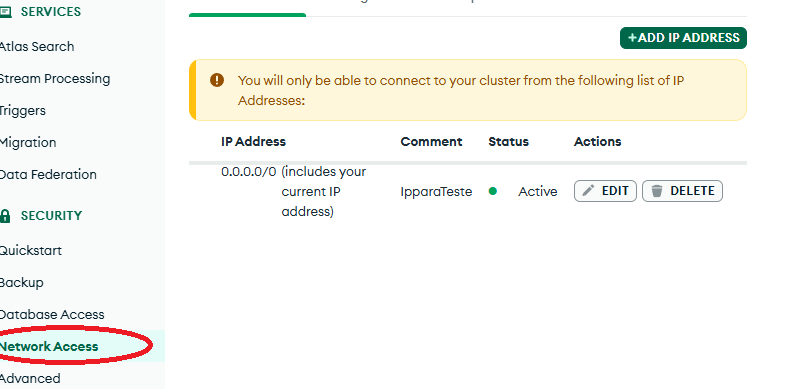 SERVICES
Atlas Search
Stream Processing
Triggers
Migration
Data Federation
SECURITY
Quickstart
Backup
Database Access
Network Access
Advanced
+ADD IP ADDRESS
You will only be able to connect to your cluster from the following list of IP
Addresses:
IP Address Comment Status Actions
0.0.0.0/0 (includes your
current IP IpparaTeste Active EDIT DELETE
address)